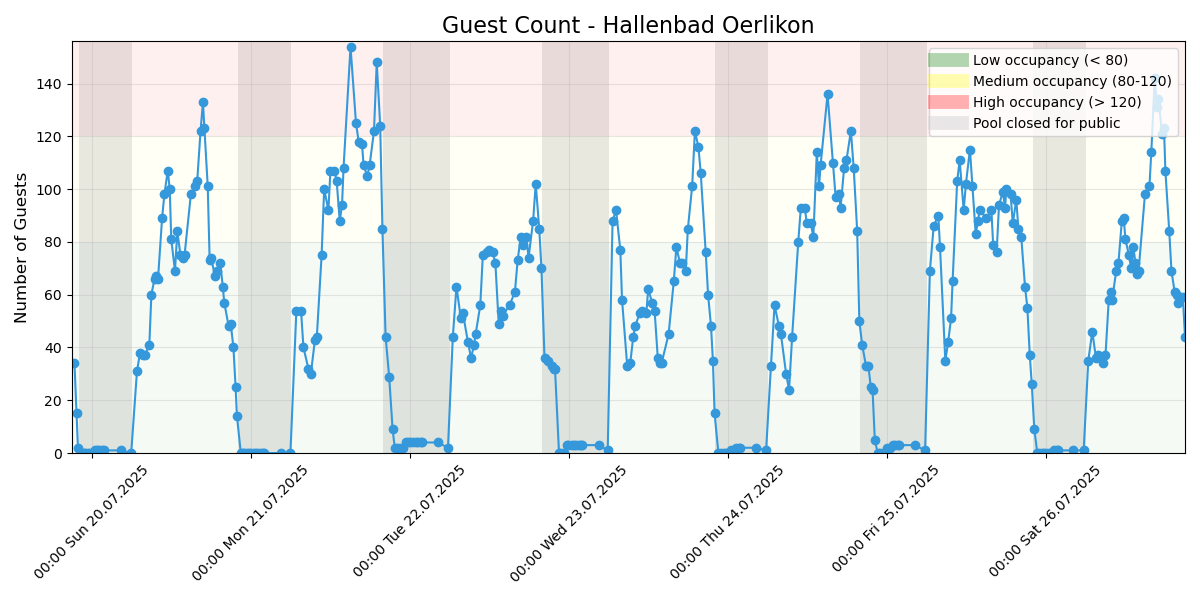 Guest Count - Hallenbad Oerlikon
Number of Guests
140
120
100
80
60
40
20
0
Low occupancy (< 80)
Medium occupancy (80-120)
High occupancy (> 120)
Pool closed for public
00:00 Sun 20.07.2025
00:00 Mon 21.07.2025
00:00 Tue 22.07.2025
00:00 Wed 23.07.2025
00:00 Thu 24.07.2025
00:00 Fri 25.07.2025
00:00 Sat 26.07.2025